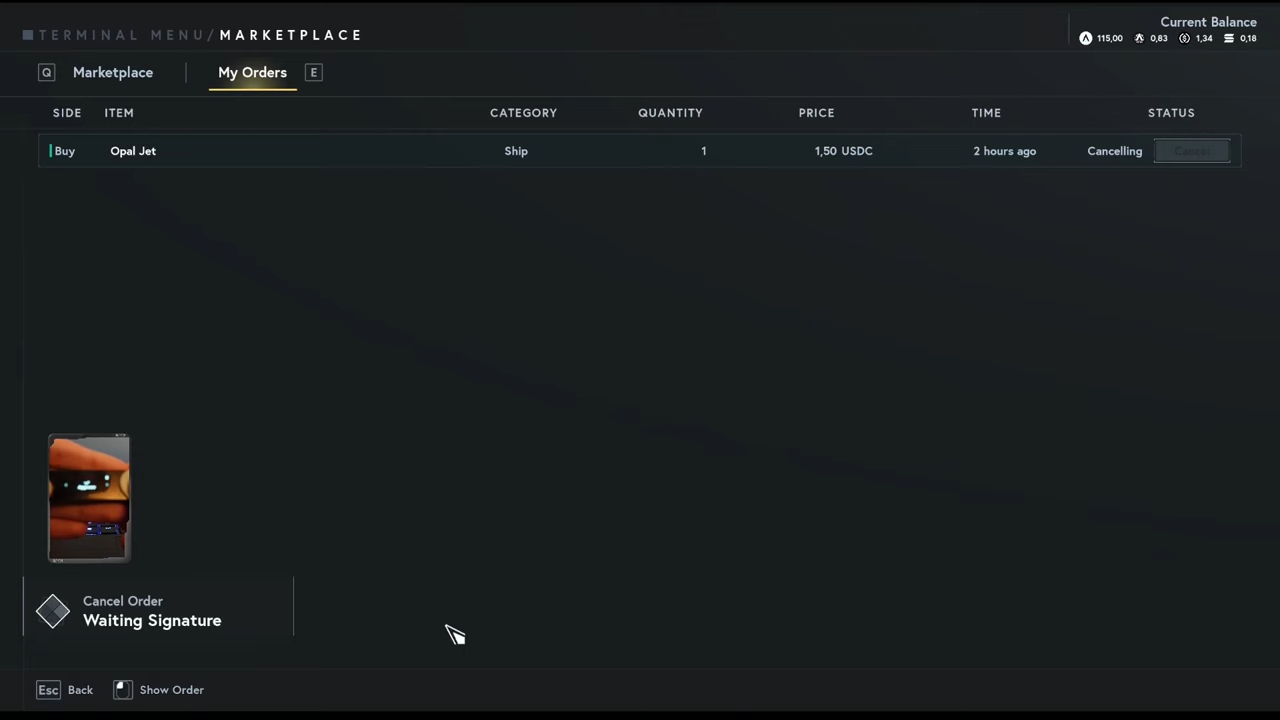 TERMINAL MENU/MARKETPLACE
Current Balance
115,00 0,83 1,34 0,18
Q Marketplace My Orders E
SIDE ITEM CATEGORY QUANTITY PRICE TIME STATUS
Buy Opal Jet Ship 1 1,50 USDC 2 hours ago Cancelling Cancel
Cancel Order
Waiting Signature
Esc Back Show Order